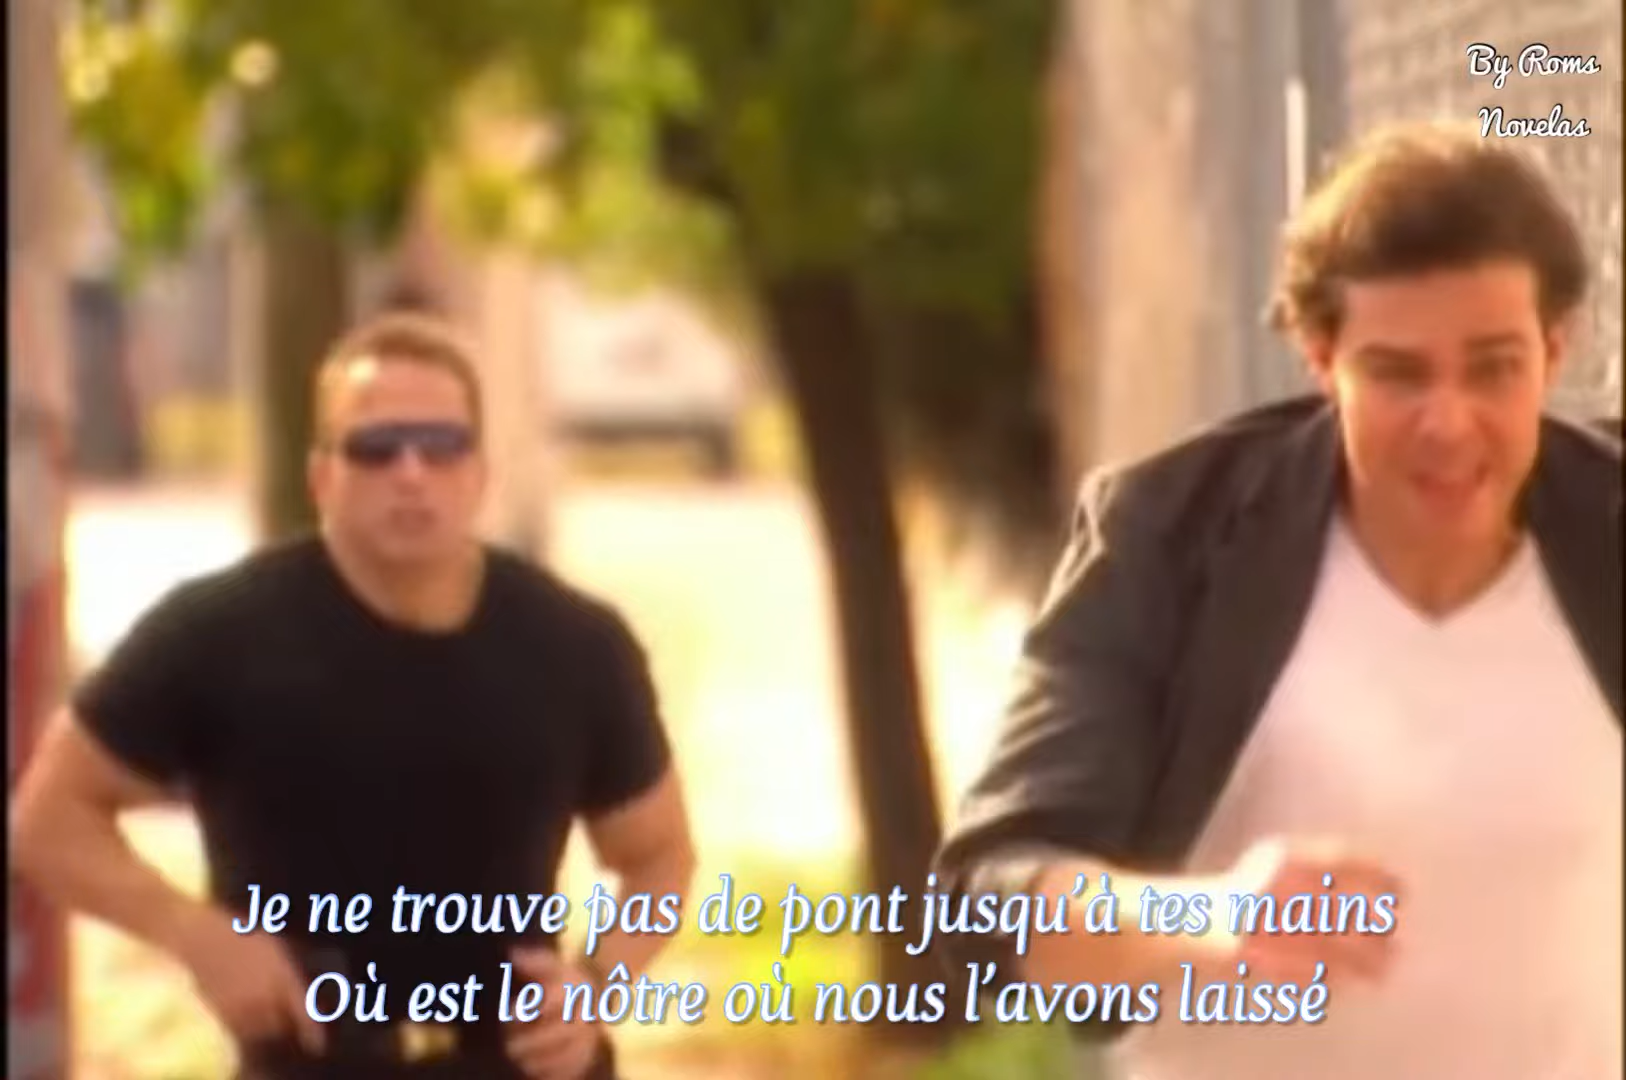 By Roms
Novelas
Je ne trouve pas de pont jusqu’à tes mains
Où est le nôtre où nous l’avons laissé